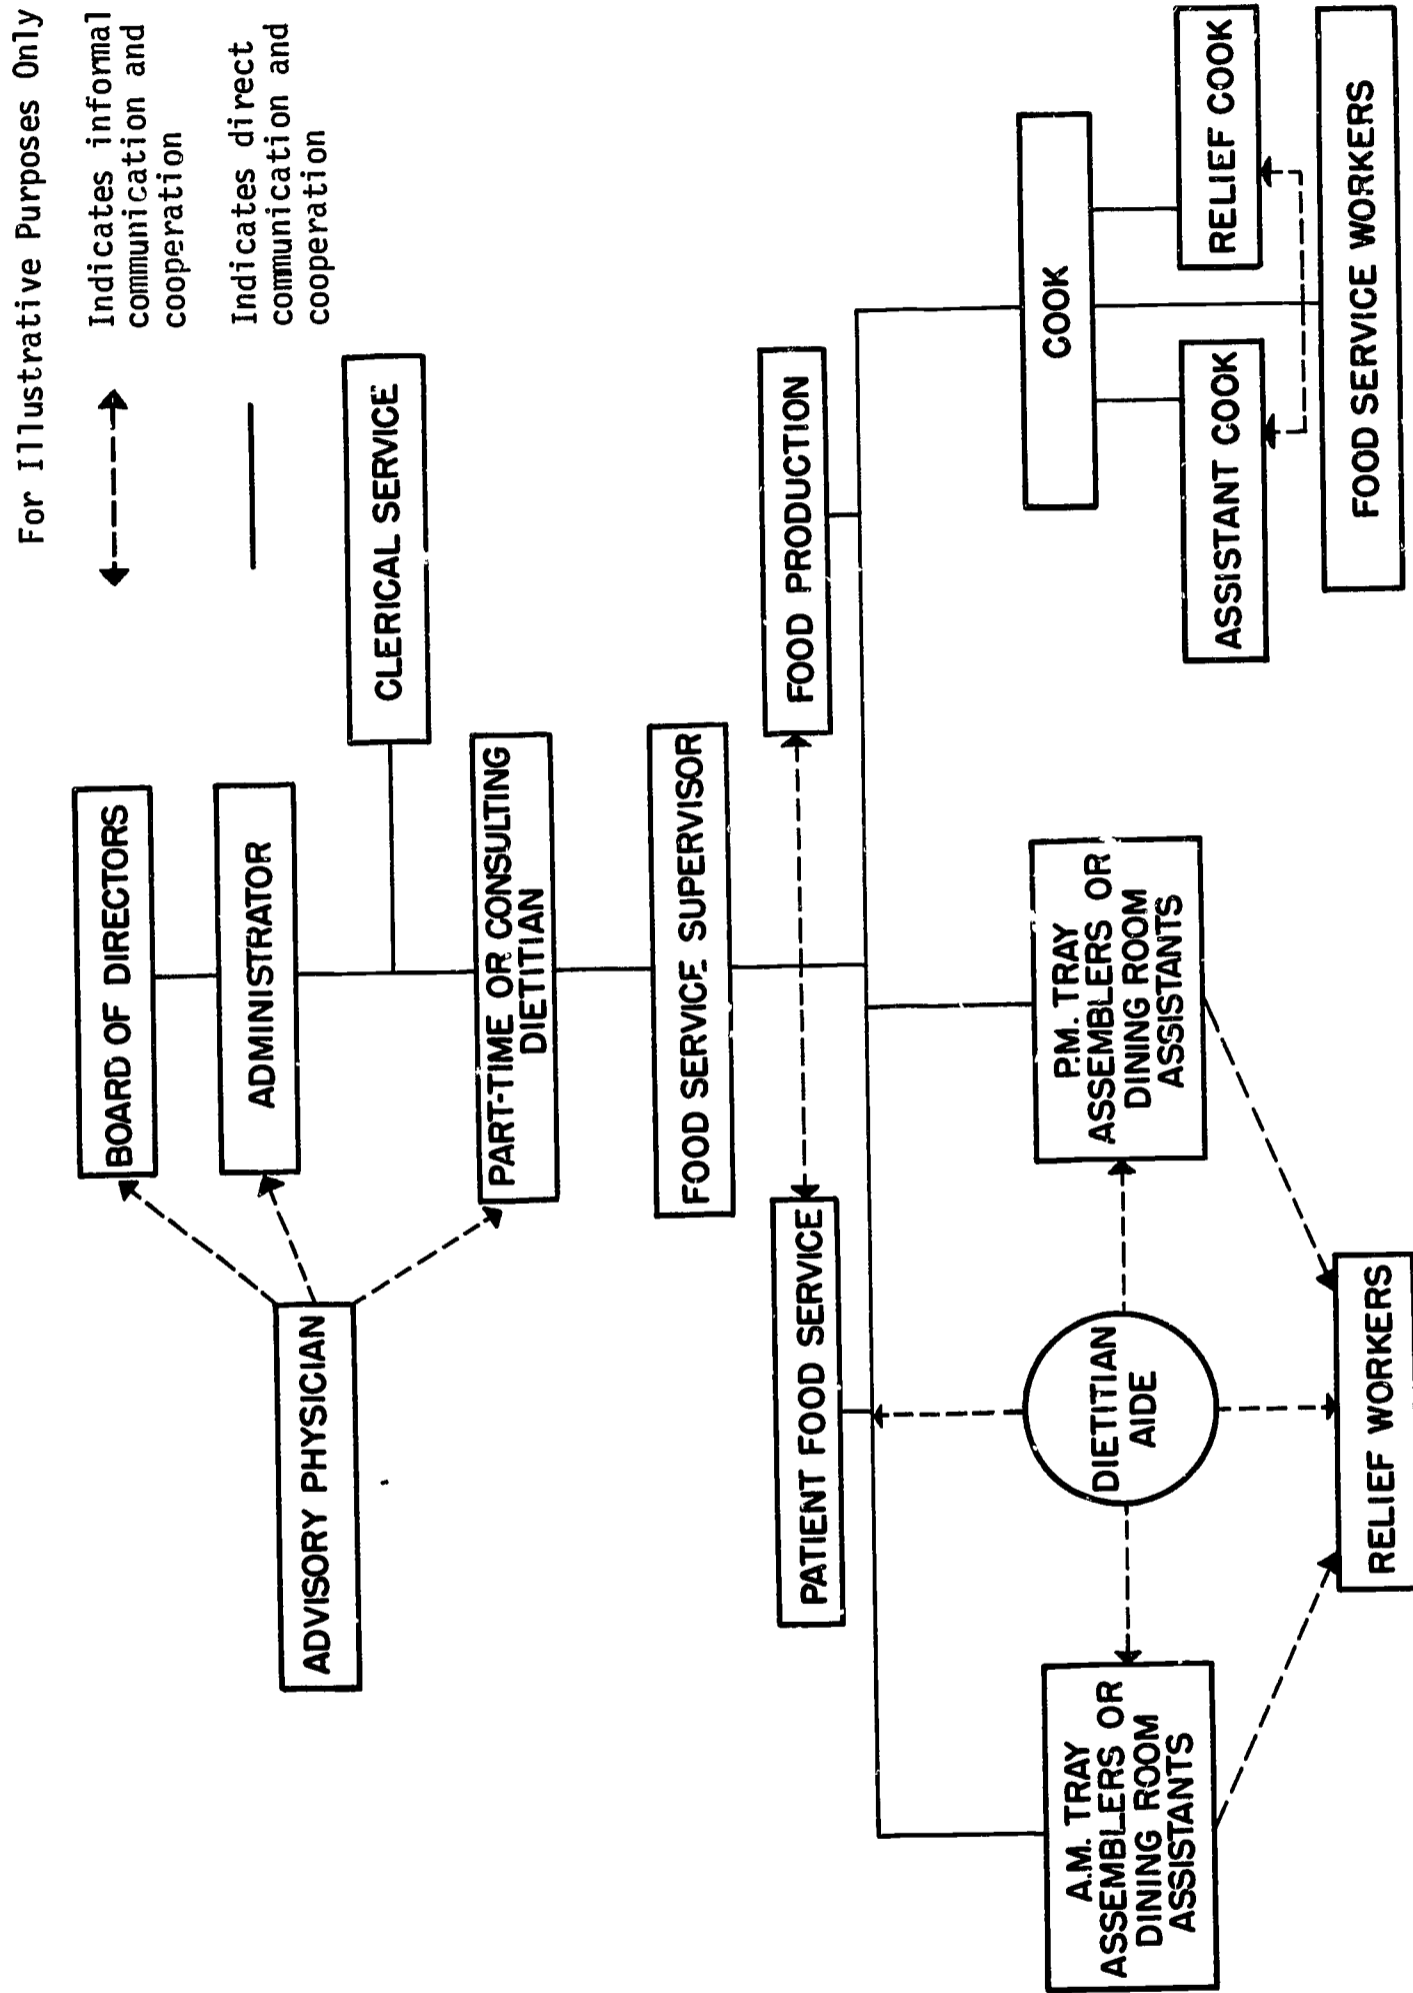 For Illustrative Purposes Only
Indicates informal
communication and
cooperation
Indicates direct
communication and
cooperation
BOARD OF DIRECTORS
ADVISORY PHYSICIAN
ADMINISTRATOR
CLERICAL SERVICE
PART-TIME OR CONSULTING
DIETITIAN
FOOD SERVICE SUPERVISOR
PATIENT FOOD SERVICE
FOOD PRODUCTION
A.M. TRAY
ASSEMBLERS OR
DINING ROOM
ASSISTANTS
DIETITIAN
AIDE
P.M. TRAY
ASSEMBLERS OR
DINING ROOM
ASSISTANTS
COOK
ASSISTANT COOK
RELIEF COOK
RELIEF WORKERS
FOOD SERVICE WORKERS